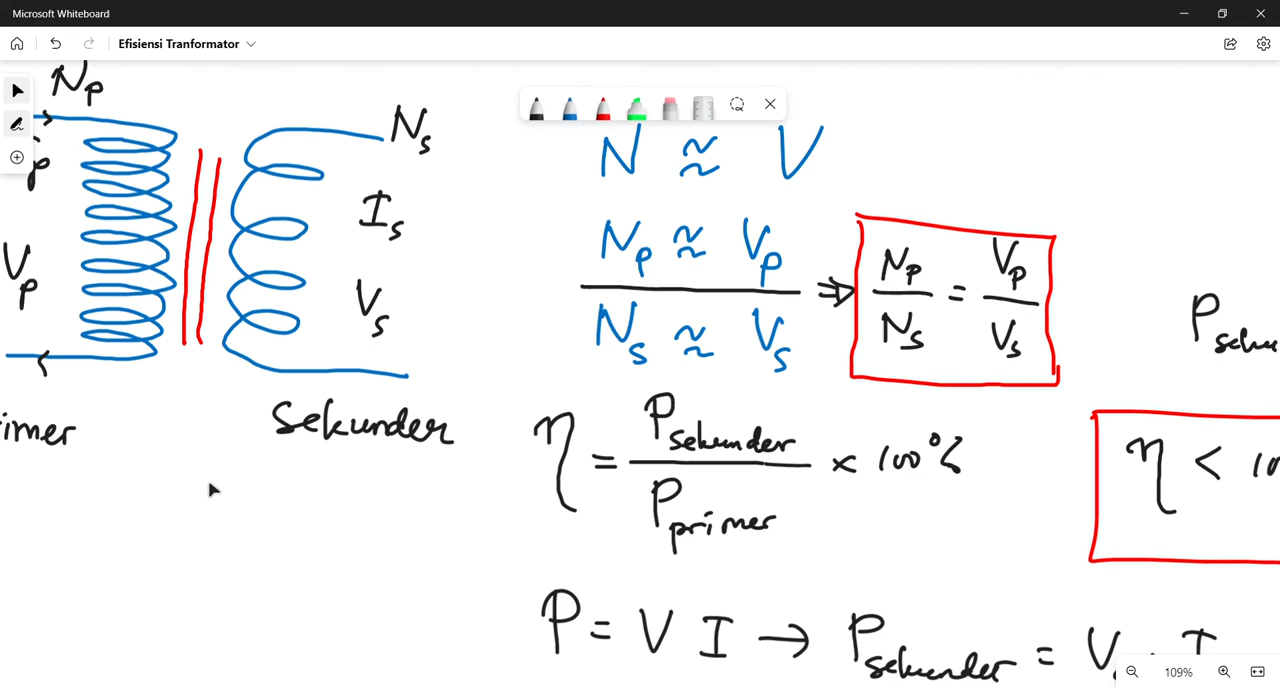 Microsoft Whiteboard
Efisiensi Tranformator
Np
Ns
Vp
Is
Vs
imer
Sekunder
N ≈ V
Np ≈ Vp
Ns ≈ Vs
⇒ Np/Ns = Vp/Vs
η = Psekunder/Pprimer × 100%
η < 10
P = V I → Psekunder =
109%